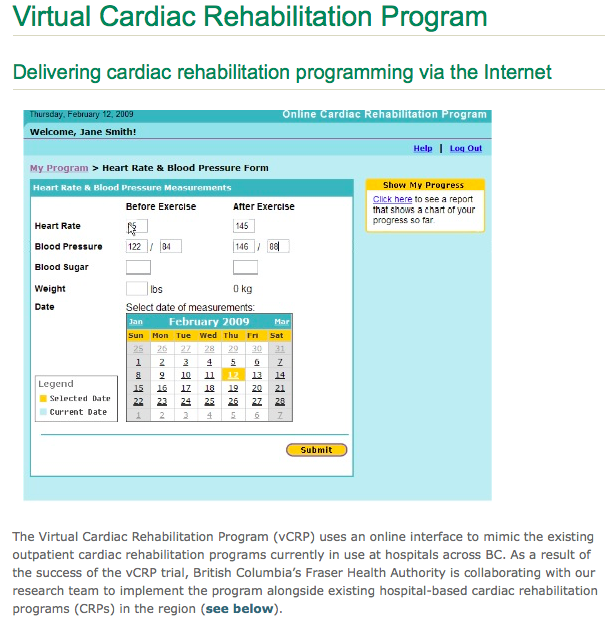 Virtual Cardiac Rehabilitation Program
Delivering cardiac rehabilitation programming via the Internet
Thursday, February 12, 2009 Online Cardiac Rehabilitation Program
Welcome, Jane Smith!
Help | Log Out
My Program > Heart Rate & Blood Pressure Form
Heart Rate & Blood Pressure Measurements
Before Exercise After Exercise
Heart Rate 145
Blood Pressure 122 / 84 146 / 88
Blood Sugar
Weight lbs 0 kg
Date Select date of measurements:
Jan February 2009 Mar
Sun Mon Tue Wed Thu Fri Sat
25 26 27 28 29 30 31
1 2 3 4 5 6 7
8 9 10 11 12 13 14
15 16 17 18 19 20 21
22 23 24 25 26 27 28
1 2 3 4 5 6 7
Legend
Selected Date
Current Date
Submit
Show My Progress
Click here to see a report
that shows a chart of your
progress so far.
The Virtual Cardiac Rehabilitation Program (vCRP) uses an online interface to mimic the existing
outpatient cardiac rehabilitation programs currently in use at hospitals across BC. As a result of
the success of the vCRP trial, British Columbia's Fraser Health Authority is collaborating with our
research team to implement the program alongside existing hospital-based cardiac rehabilitation
programs (CRPs) in the region (see below).